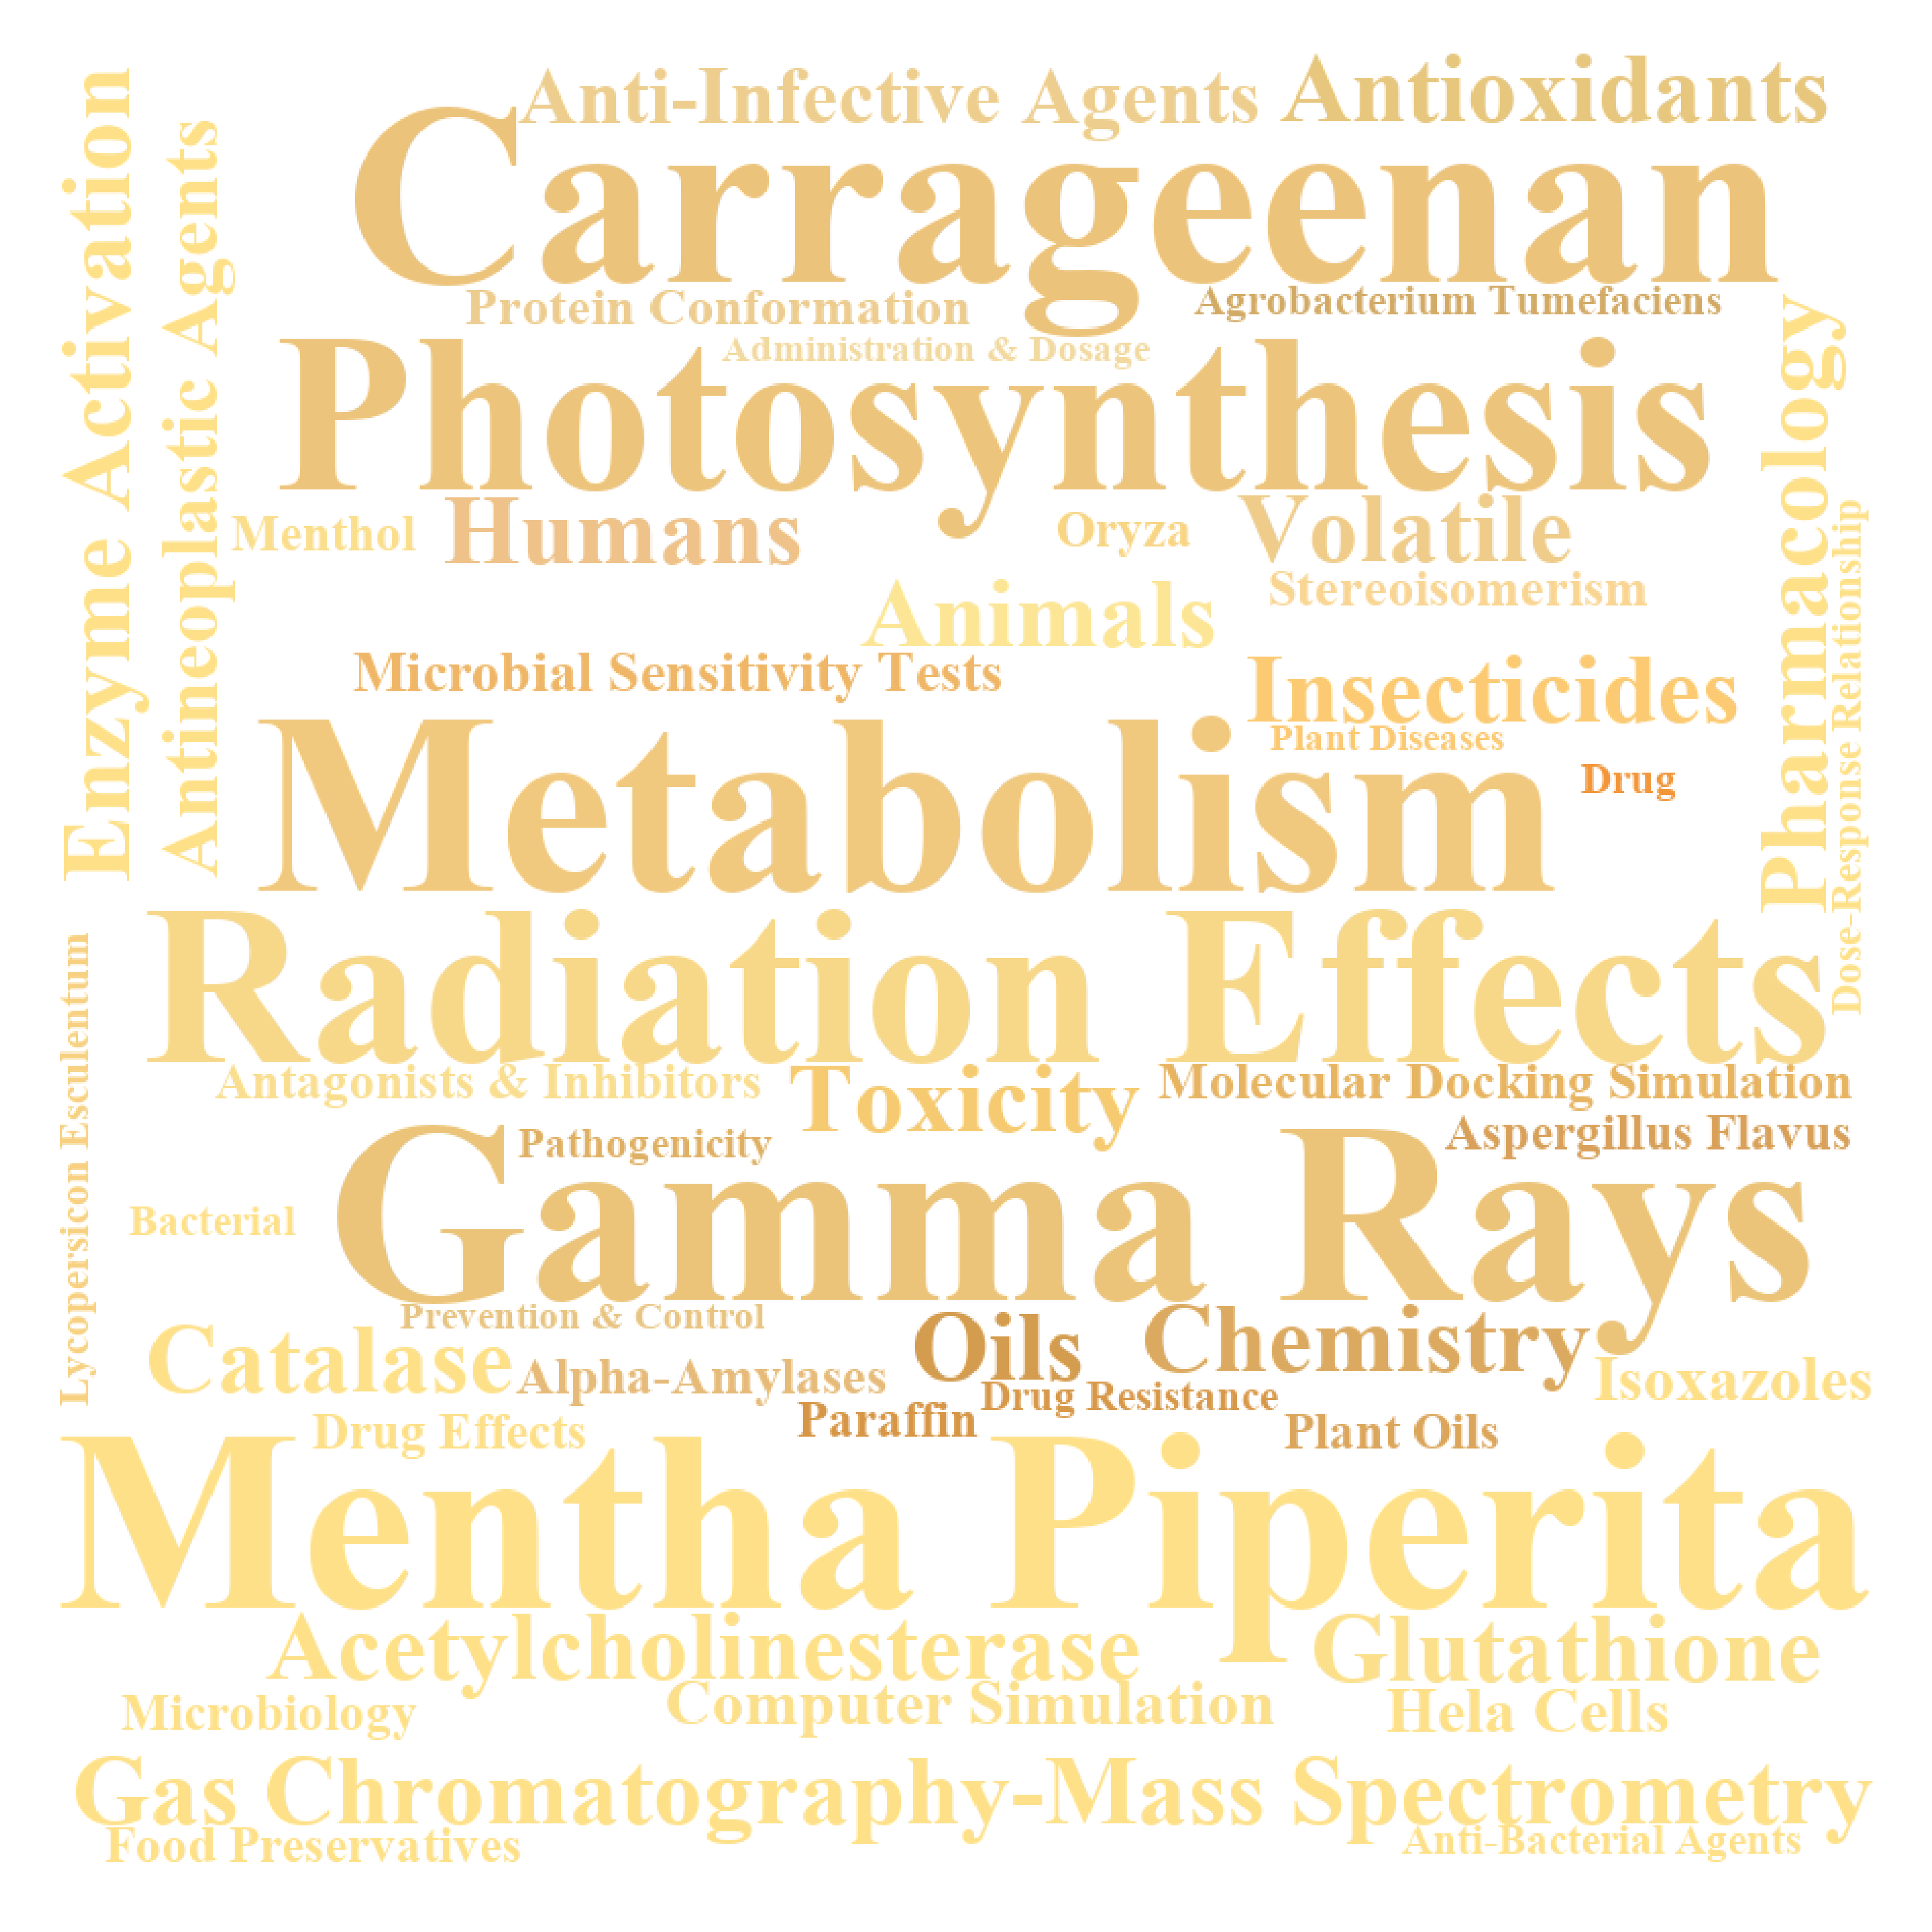 Anti-Infective Agents
Antioxidants
Carrageenan
Protein Conformation
Agrobacterium Tumefaciens
Administration & Dosage
Photosynthesis
Enzyme Activation
Antineoplastic Agents
Pharmacology
Dose-Response Relationship
Menthol
Humans
Oryza
Volatile
Stereoisomerism
Animals
Microbial Sensitivity Tests
Insecticides
Plant Diseases
Metabolism
Drug
Radiation Effects
Lycopersicon Esculentum
Antagonists & Inhibitors
Toxicity
Molecular Docking Simulation
Pathogenicity
Aspergillus Flavus
Gamma Rays
Bacterial
Prevention & Control
Catalase
Alpha-Amylases
Oils
Chemistry
Isoxazoles
Drug Resistance
Paraffin
Drug Effects
Plant Oils
Mentha Piperita
Acetylcholinesterase
Glutathione
Microbiology
Computer Simulation
Hela Cells
Gas Chromatography-Mass Spectrometry
Food Preservatives
Anti-Bacterial Agents